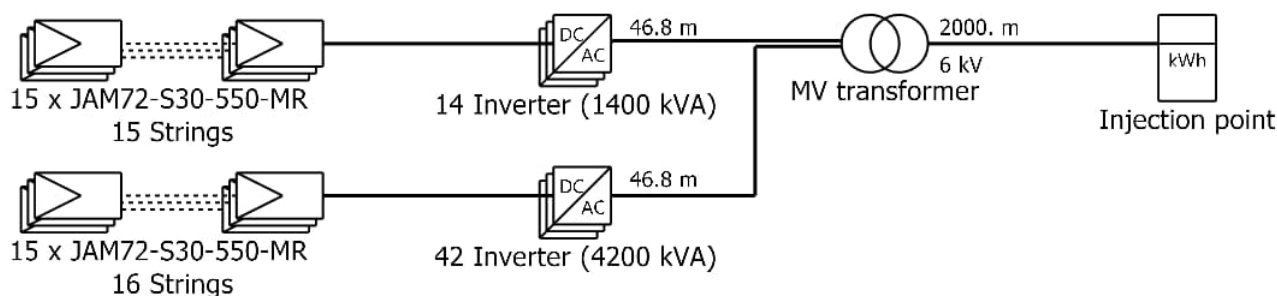 DC
AC
46.8 m
2000. m
6 kV
kWh
15 x JAM72-S30-550-MR
15 Strings
14 Inverter (1400 kVA)
MV transformer
Injection point
DC
AC
46.8 m
15 x JAM72-S30-550-MR
16 Strings
42 Inverter (4200 kVA)